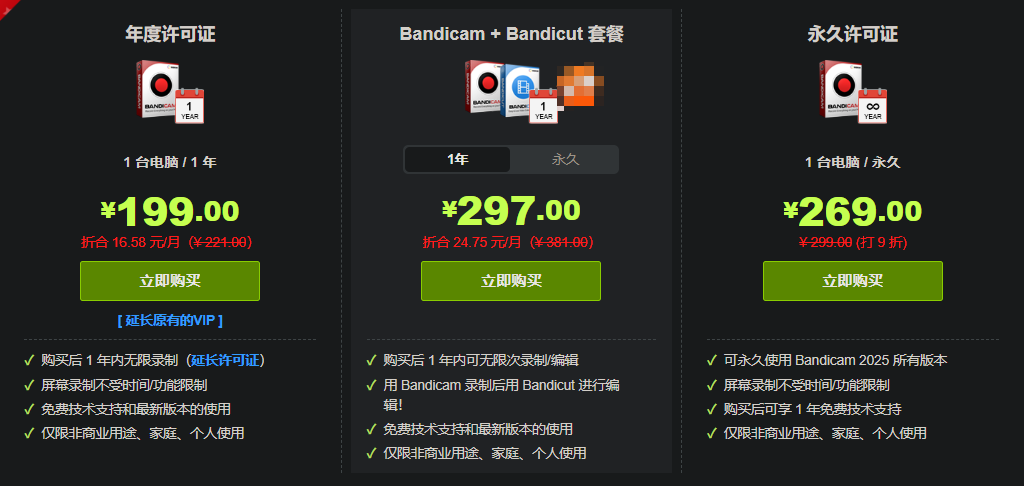 年度许可证
BANDICAM
1
YEAR
1 台电脑 / 1 年
¥199.00
折合 16.58 元/月（¥ 221.00）
立即购买
[ 延长原有的VIP ]
✓ 购买后 1 年内无限录制（延长许可证）
✓ 屏幕录制不受时间/功能限制
✓ 免费技术支持和最新版本的使用
✓ 仅限非商业用途、家庭、个人使用
Bandicam + Bandicut 套餐
BANDICAM
1
YEAR
1年 永久
¥297.00
折合 24.75 元/月（¥ 381.00）
立即购买
✓ 购买后 1 年内可无限次录制/编辑
✓ 用 Bandicam 录制后用 Bandicut 进行编
辑！
✓ 免费技术支持和最新版本的使用
✓ 仅限非商业用途、家庭、个人使用
永久许可证
BANDICAM
∞
YEAR
1 台电脑 / 永久
¥269.00
¥ 299.00 (打 9 折)
立即购买
✓ 可永久使用 Bandicam 2025 所有版本
✓ 屏幕录制不受时间/功能限制
✓ 购买后可享 1 年免费技术支持
✓ 仅限非商业用途、家庭、个人使用